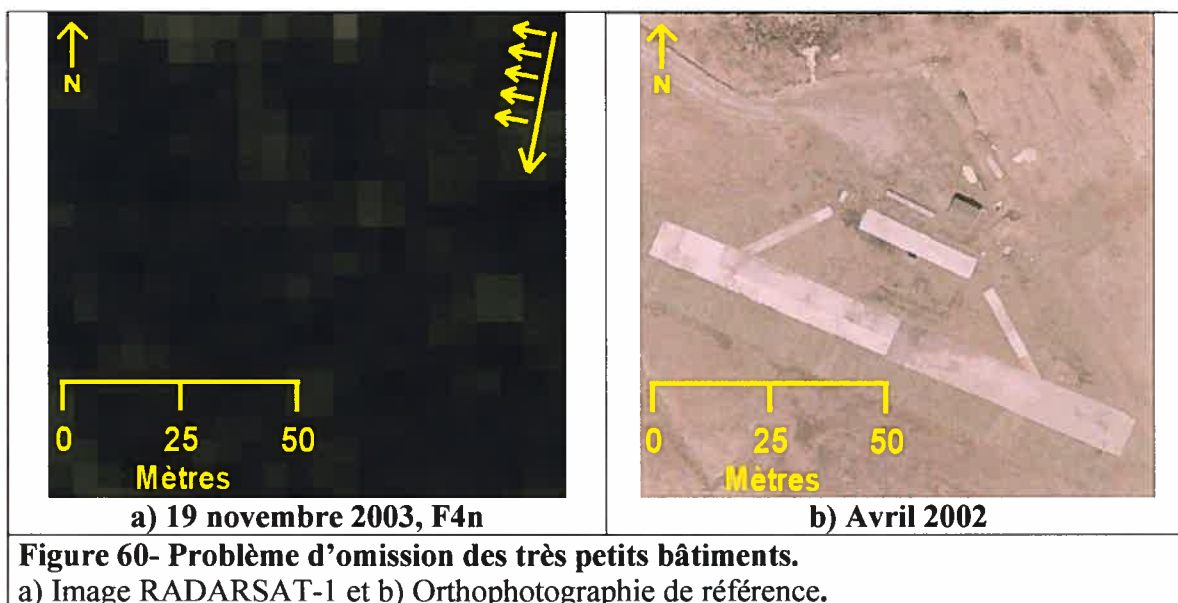 N
0 25 50
Mètres
a) 19 novembre 2003, F4n
N
0 25 50
Mètres
b) Avril 2002
Figure 60- Problème d'omission des très petits bâtiments.
a) Image RADARSAT-1 et b) Orthophotographie de référence.